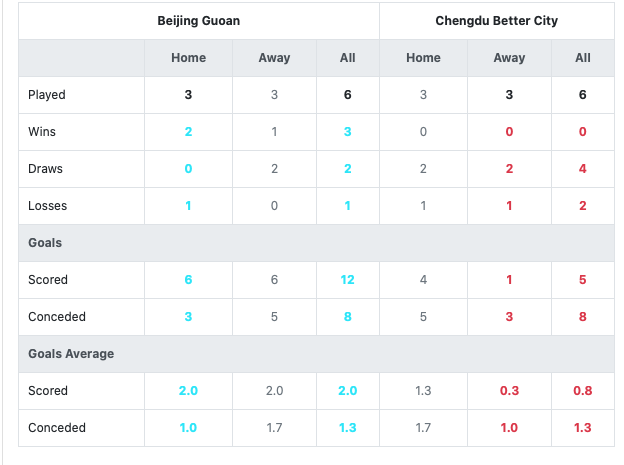 Beijing Guoan Chengdu Better City
Home Away All Home Away All
Played 3 3 6 3 3 6
Wins 2 1 3 0 0 0
Draws 0 2 2 2 2 4
Losses 1 0 1 1 1 2
Goals
Scored 6 6 12 4 1 5
Conceded 3 5 8 5 3 8
Goals Average
Scored 2.0 2.0 2.0 1.3 0.3 0.8
Conceded 1.0 1.7 1.3 1.7 1.0 1.3